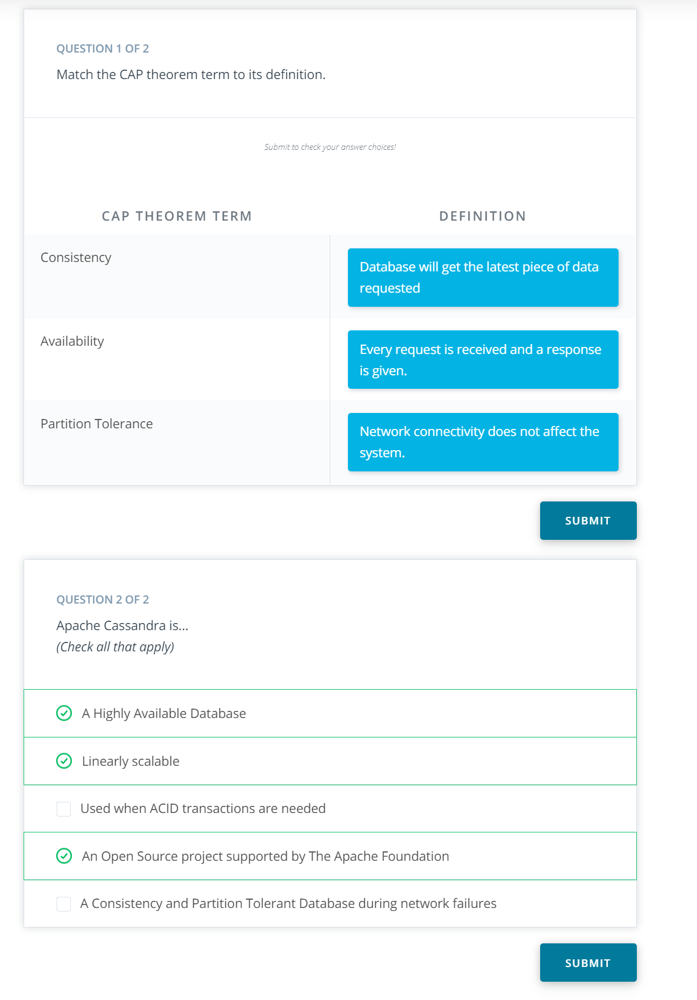 QUESTION 1 OF 2
Match the CAP theorem term to its definition.
Submit to check your answer choices!
CAP THEOREM TERM
DEFINITION
Consistency
Database will get the latest piece of data
requested
Availability
Every request is received and a response
is given.
Partition Tolerance
Network connectivity does not affect the
system.
SUBMIT
QUESTION 2 OF 2
Apache Cassandra is...
(Check all that apply)
A Highly Available Database
Linearly scalable
Used when ACID transactions are needed
An Open Source project supported by The Apache Foundation
A Consistency and Partition Tolerant Database during network failures
SUBMIT